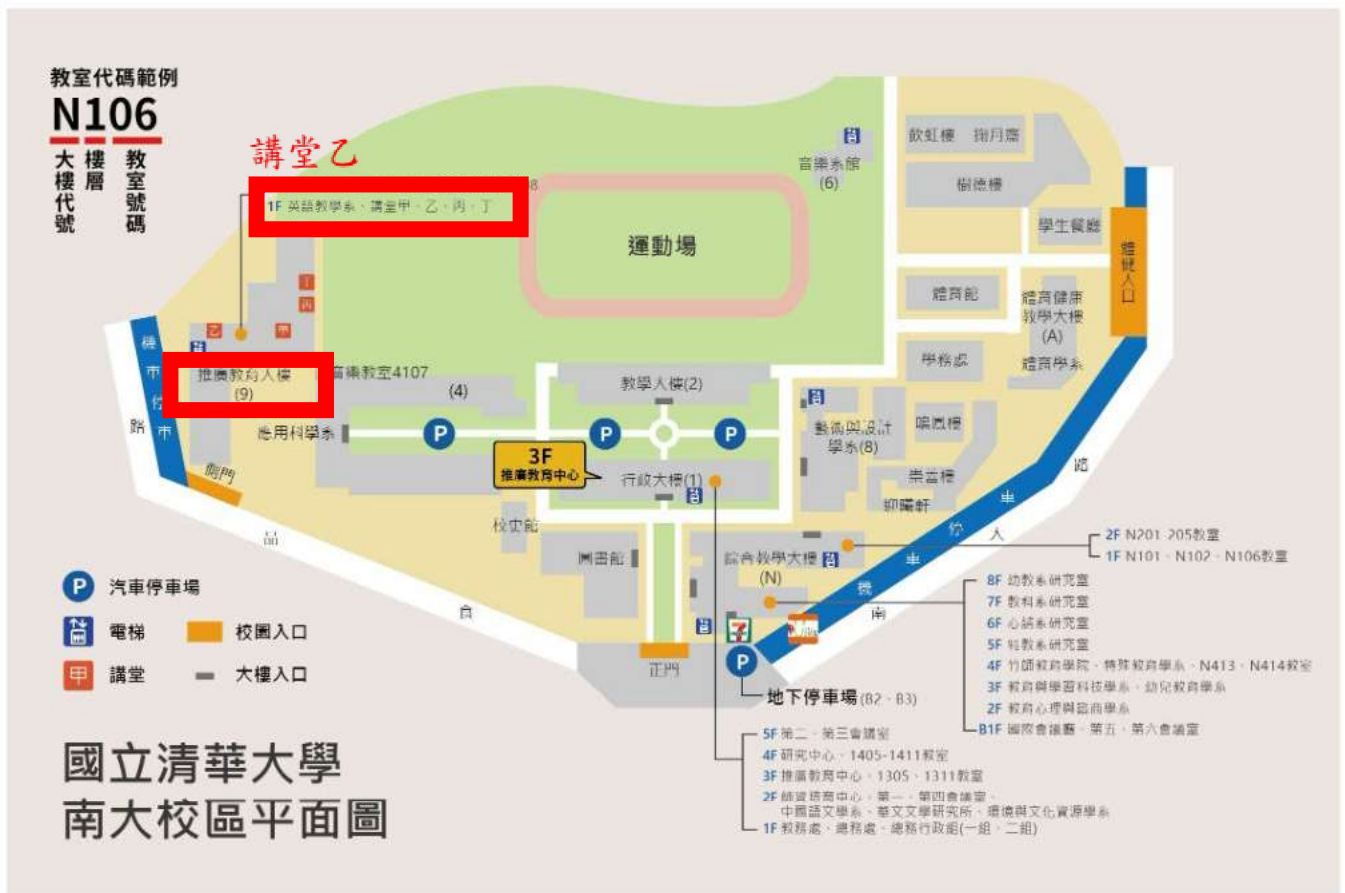 教室代碼範例
N106
大樓代號
樓層
教室號碼
講堂乙
1F 英語教學系、講堂甲、乙、丙、丁
丁
丙
乙
甲
推廣教育大樓
(9)
音樂教室4107
(4)
應用科學系
側門
機
路
品
食
運動場
音樂系館
(6)
飲虹樓 掬月齋
樹德樓
學生餐廳
體健入口
體育館
體育健康
教學大樓
(A)
體育學系
學務處
教學大樓(2)
P
P
P
3F
推廣教育中心
行政大樓(1)
藝術與設計
學系(8)
鳴鳳樓
崇善樓
迎曦軒
校史館
圖書館
綜合教學大樓
(N)
正門
機
車
停
車
南
大
路
7
P
地下停車場(B2、B3)
2F N201-205教室
1F N101、N102、N106教室
8F 幼教系研究室
7F 教科系研究室
6F 心諮系研究室
5F 特教系研究室
4F 竹師教育學院、特殊教育學系、N413、N414教室
3F 教育與學習科技學系、幼兒教育學系
2F 教育心理與諮商學系
B1F 國際會議廳、第五、第六會議室
5F 第二、第三會議室
4F 研究中心、1405-1411教室
3F 推廣教育中心、1305、1311教室
2F 師資培育中心、第一、第四會議室、
中國語文學系、華文文學研究所、環境與文化資源學系
1F 教務處、總務處、總務行政組(一組、二組)
P 汽車停車場
電梯
校園入口
甲 講堂
大樓入口
國立清華大學
南大校區平面圖